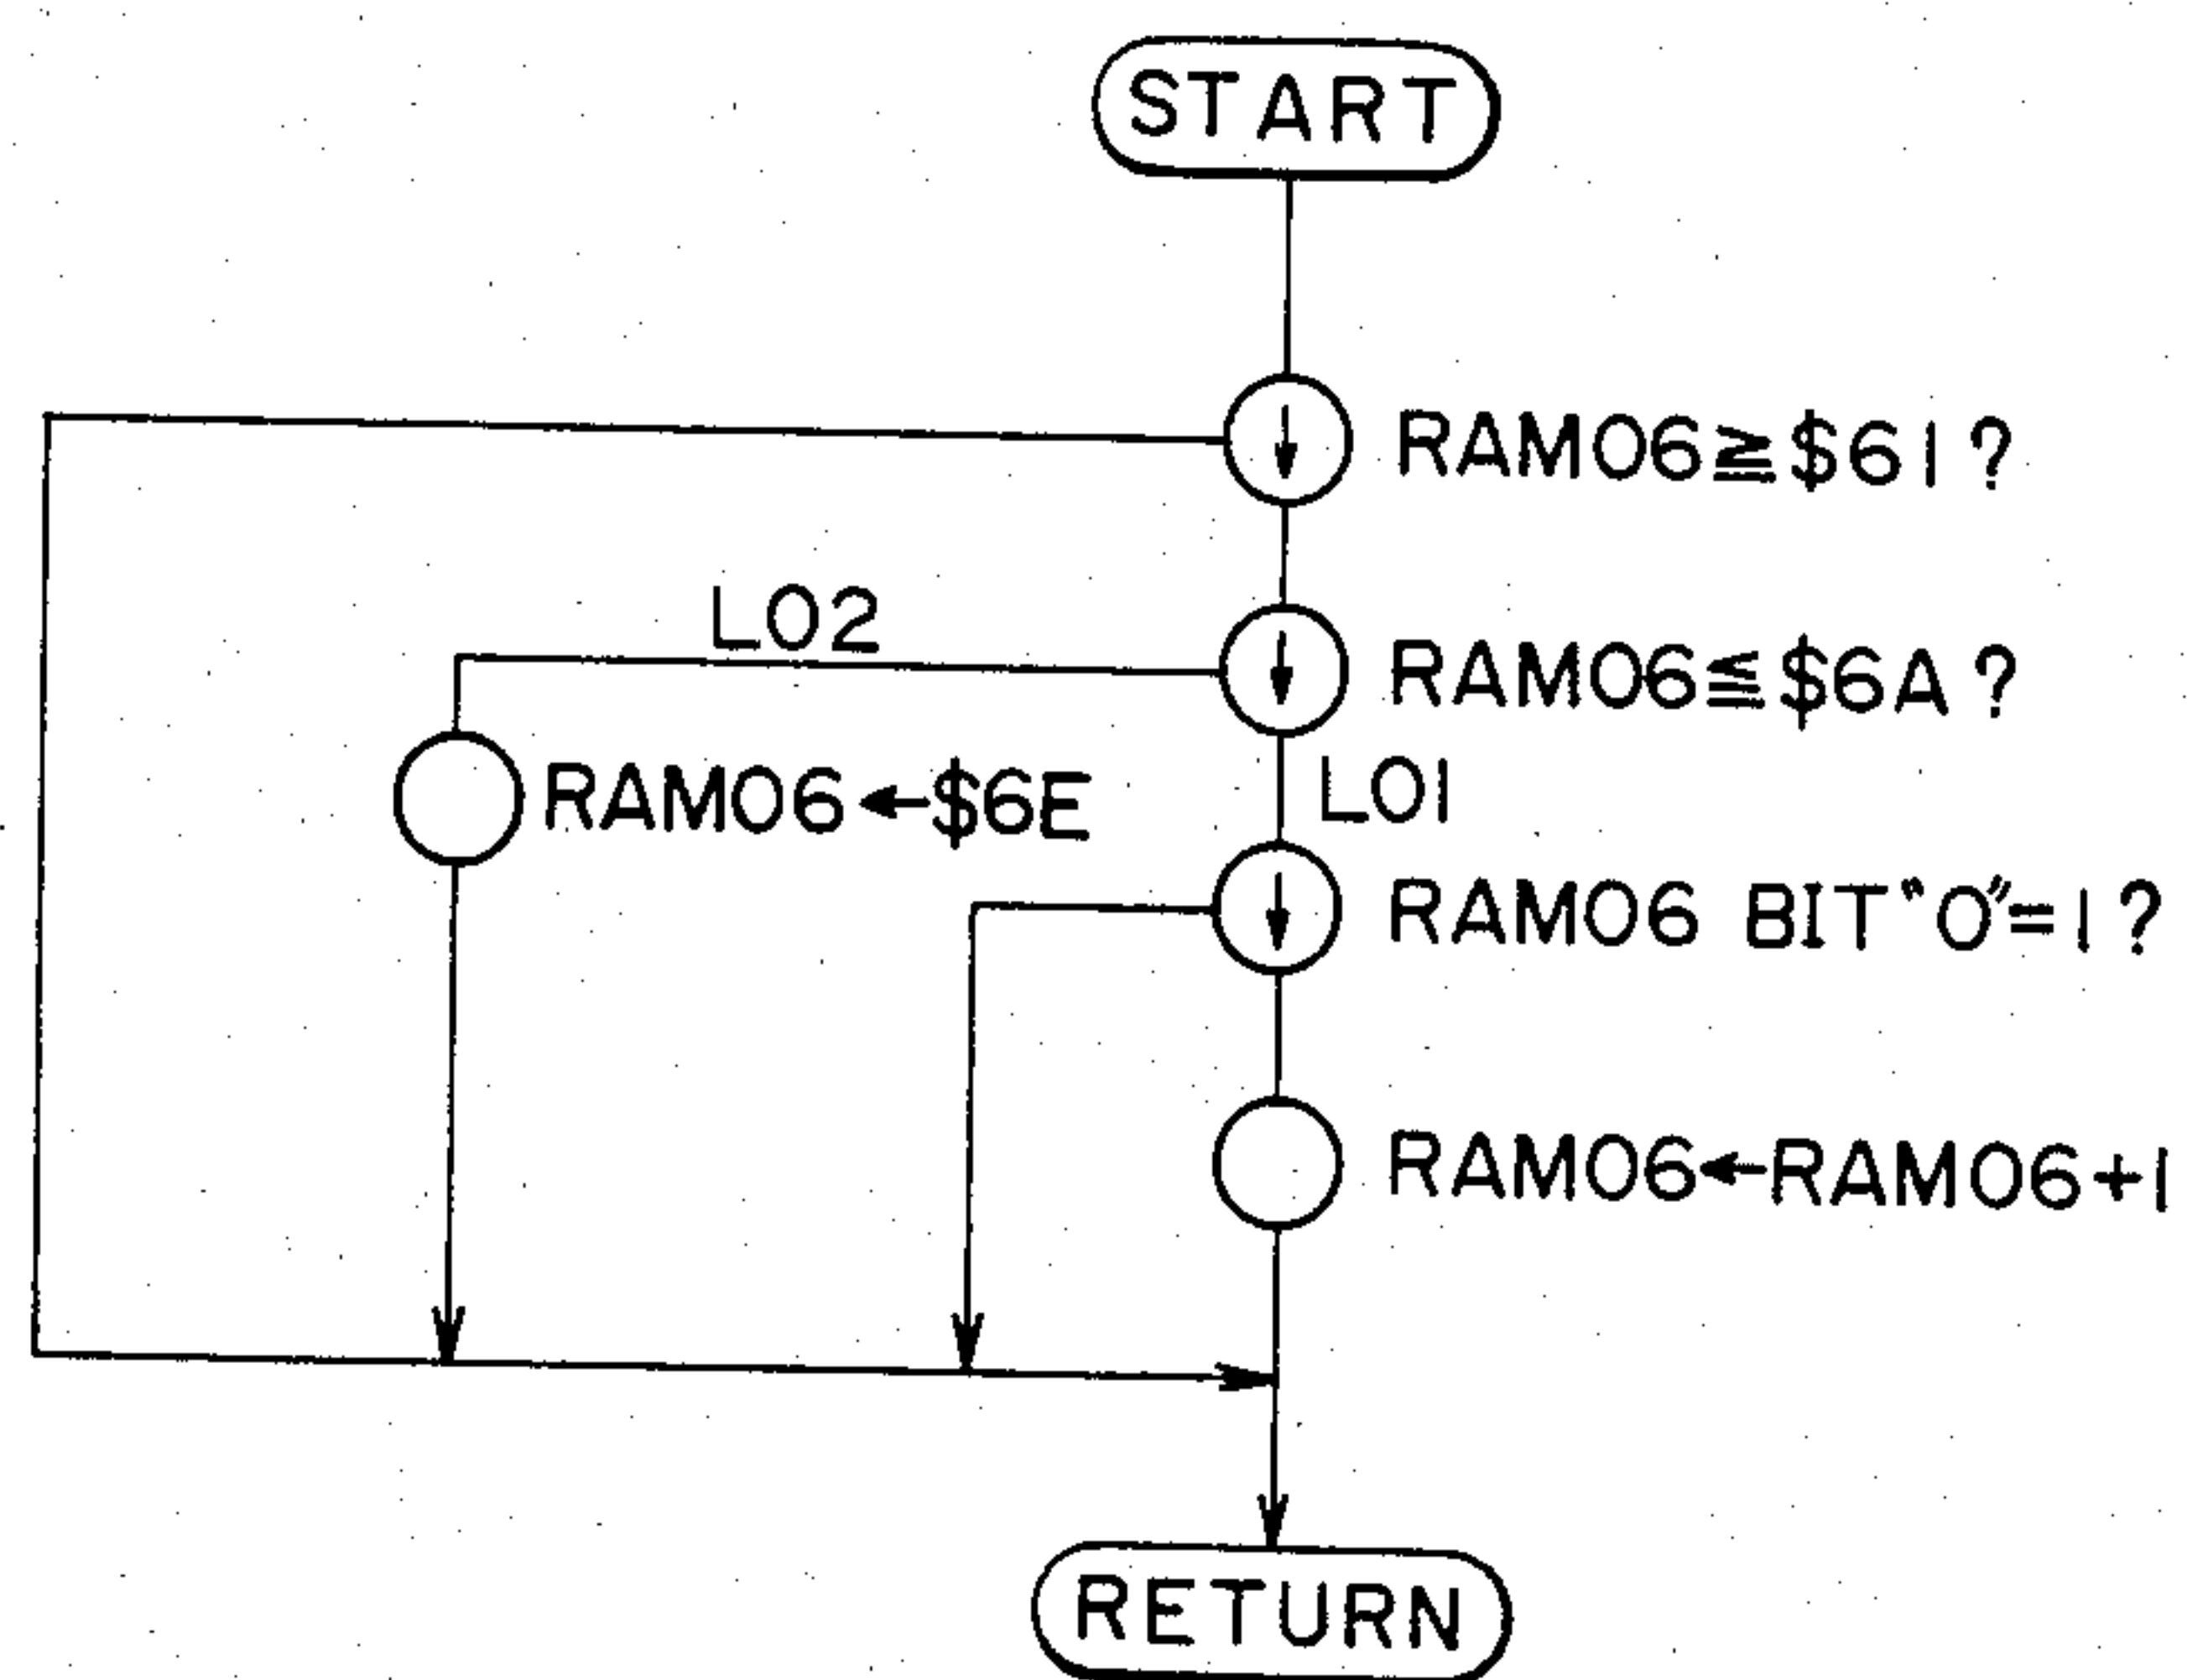 START
RAM06≧$61?
L02
RAM06≦$6A?
RAM06←$6E
L01
RAM06 BIT“0”=1?
RAM06←RAM06+1
RETURN